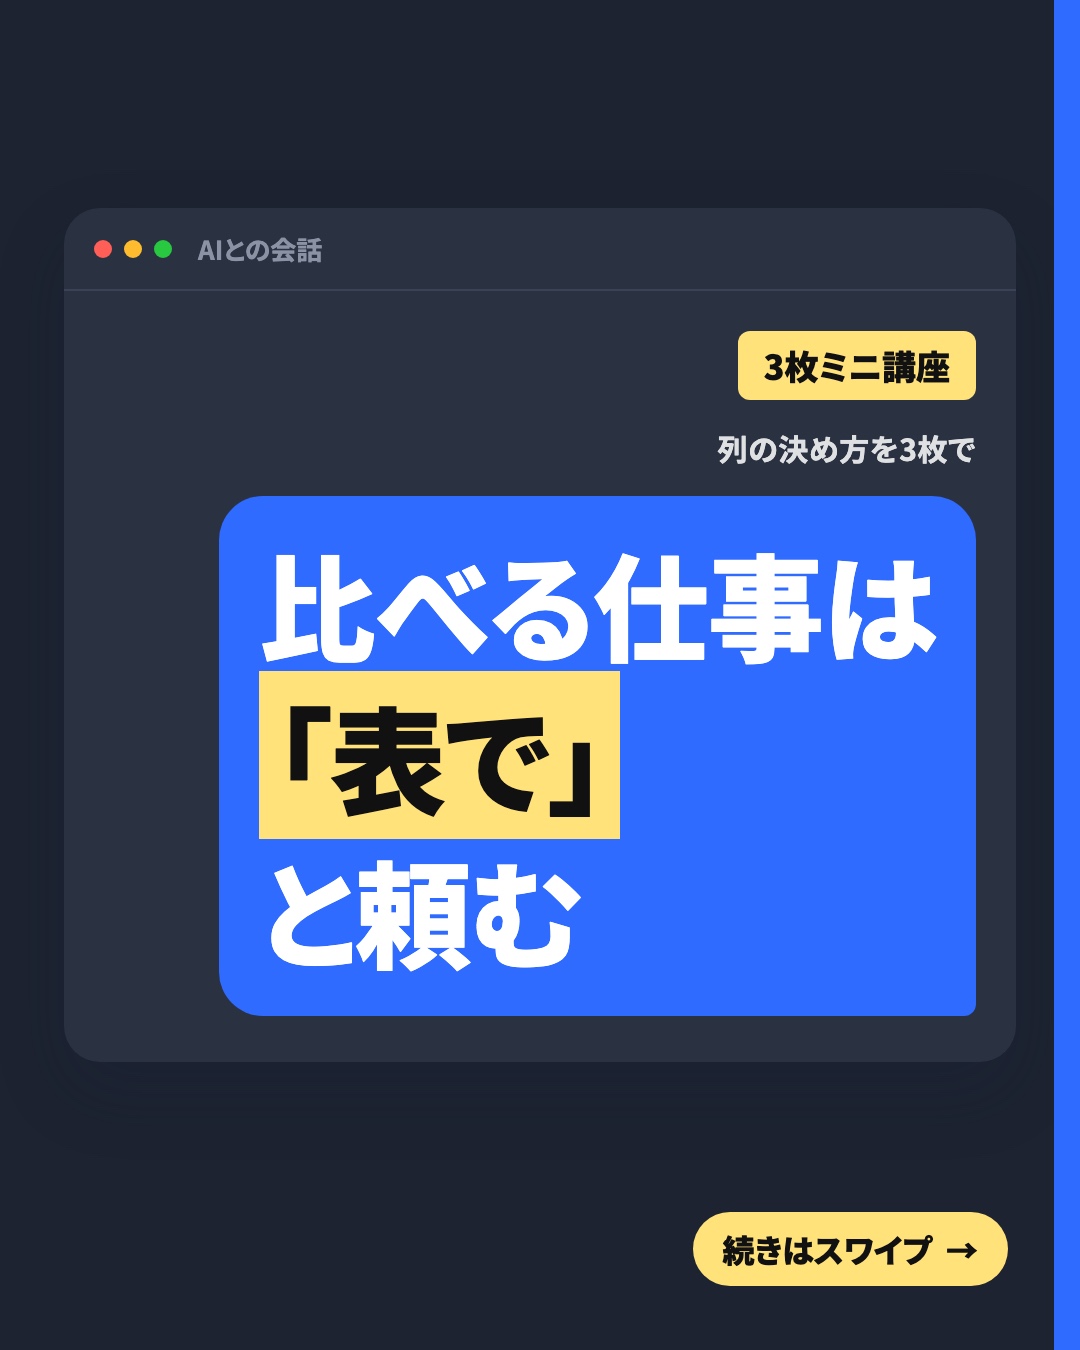 AIとの会話
3枚ミニ講座
列の決め方を3枚で
比べる仕事は
「表で」
と頼む
続きはスワイプ →